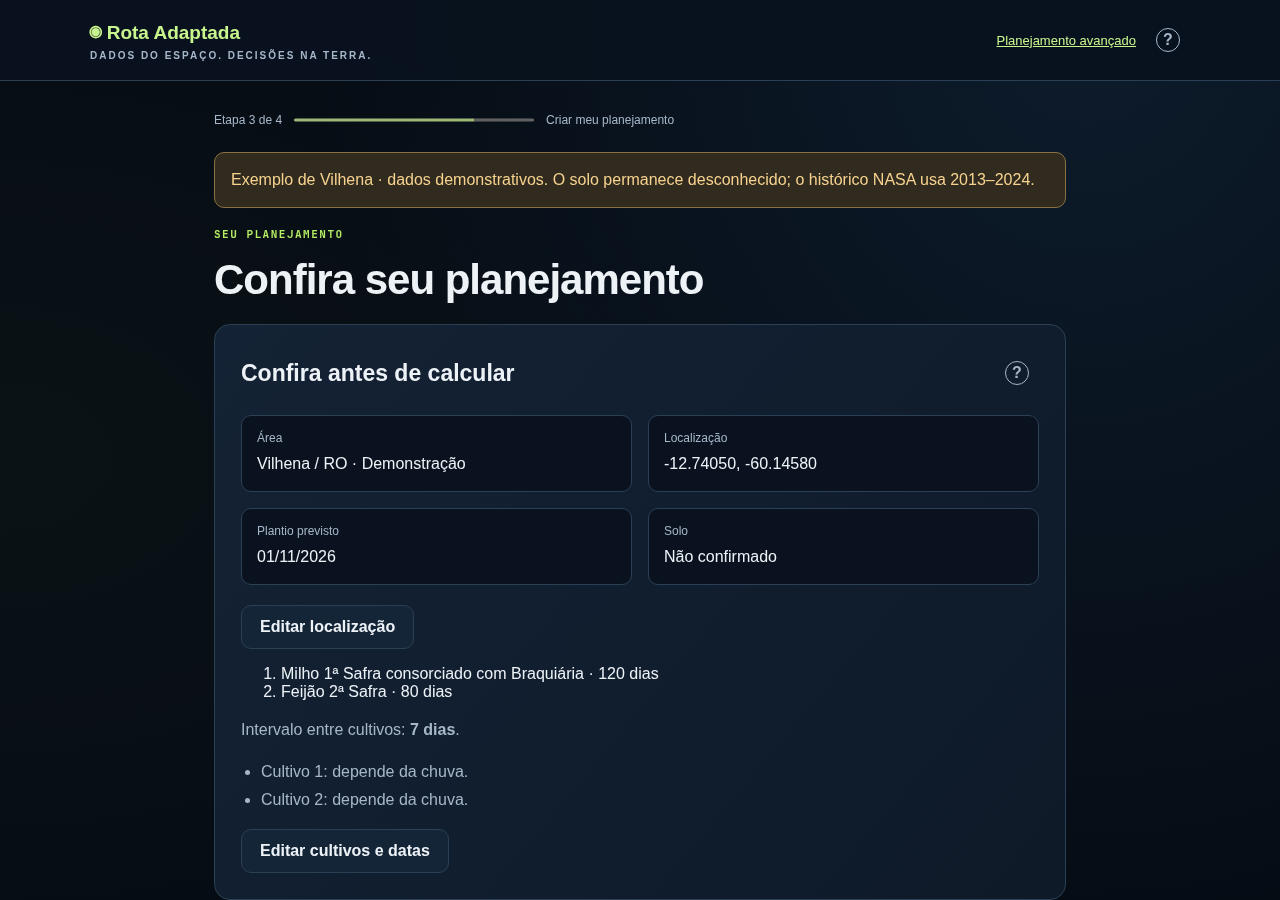 ◉ Rota Adaptada
DADOS DO ESPAÇO. DECISÕES NA TERRA.
Planejamento avançado ?
Etapa 3 de 4 Criar meu planejamento
Exemplo de Vilhena · dados demonstrativos. O solo permanece desconhecido; o histórico NASA usa 2013–2024.
SEU PLANEJAMENTO
Confira seu planejamento
Confira antes de calcular ?
Área
Vilhena / RO · Demonstração
Localização
-12.74050, -60.14580
Plantio previsto
01/11/2026
Solo
Não confirmado
Editar localização
1. Milho 1ª Safra consorciado com Braquiária · 120 dias
2. Feijão 2ª Safra · 80 dias
Intervalo entre cultivos: 7 dias.
• Cultivo 1: depende da chuva.
• Cultivo 2: depende da chuva.
Editar cultivos e datas